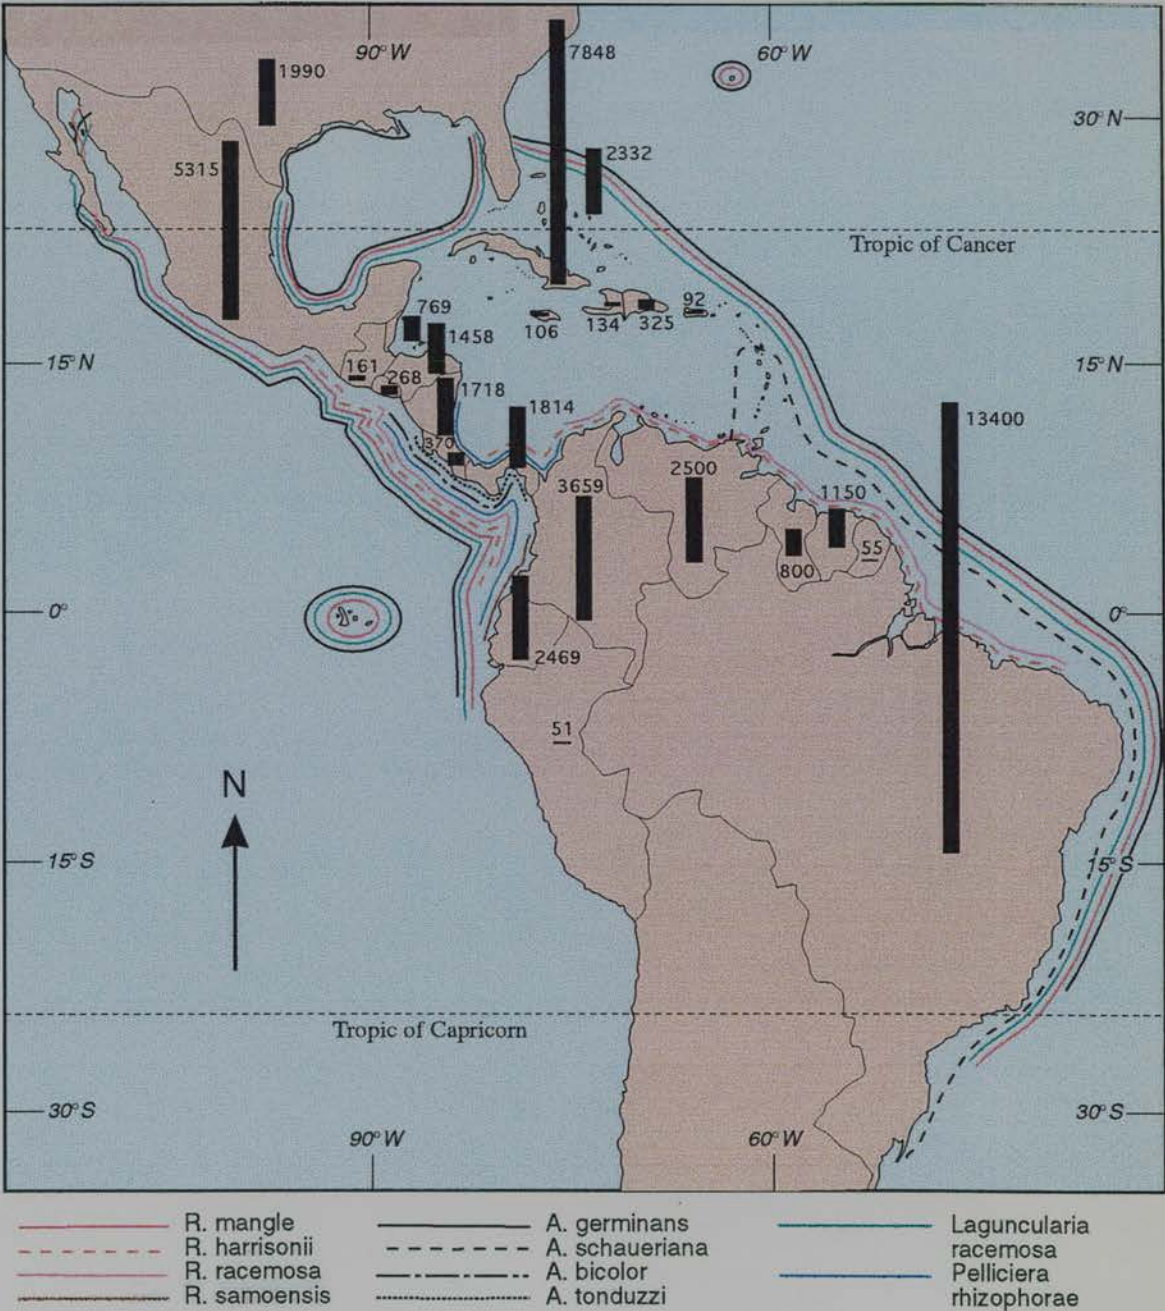 90°W
7848
60°W
1990
30°N
5315
2332
Tropic of Cancer
769
1458
106
134
325
92
15°N
161
268
1718
1814
13400
370
3659
2500
1150
800
55
0°
0°
2469
51
N
15°S
15°S
Tropic of Capricorn
30°S
30°S
90°W
60°W
R. mangle
R. harrisonii
R. racemosa
R. samoensis
A. germinans
A. schaueriana
A. bicolor
A. tonduzzi
Laguncularia
racemosa
Pelliciera
rhizophorae